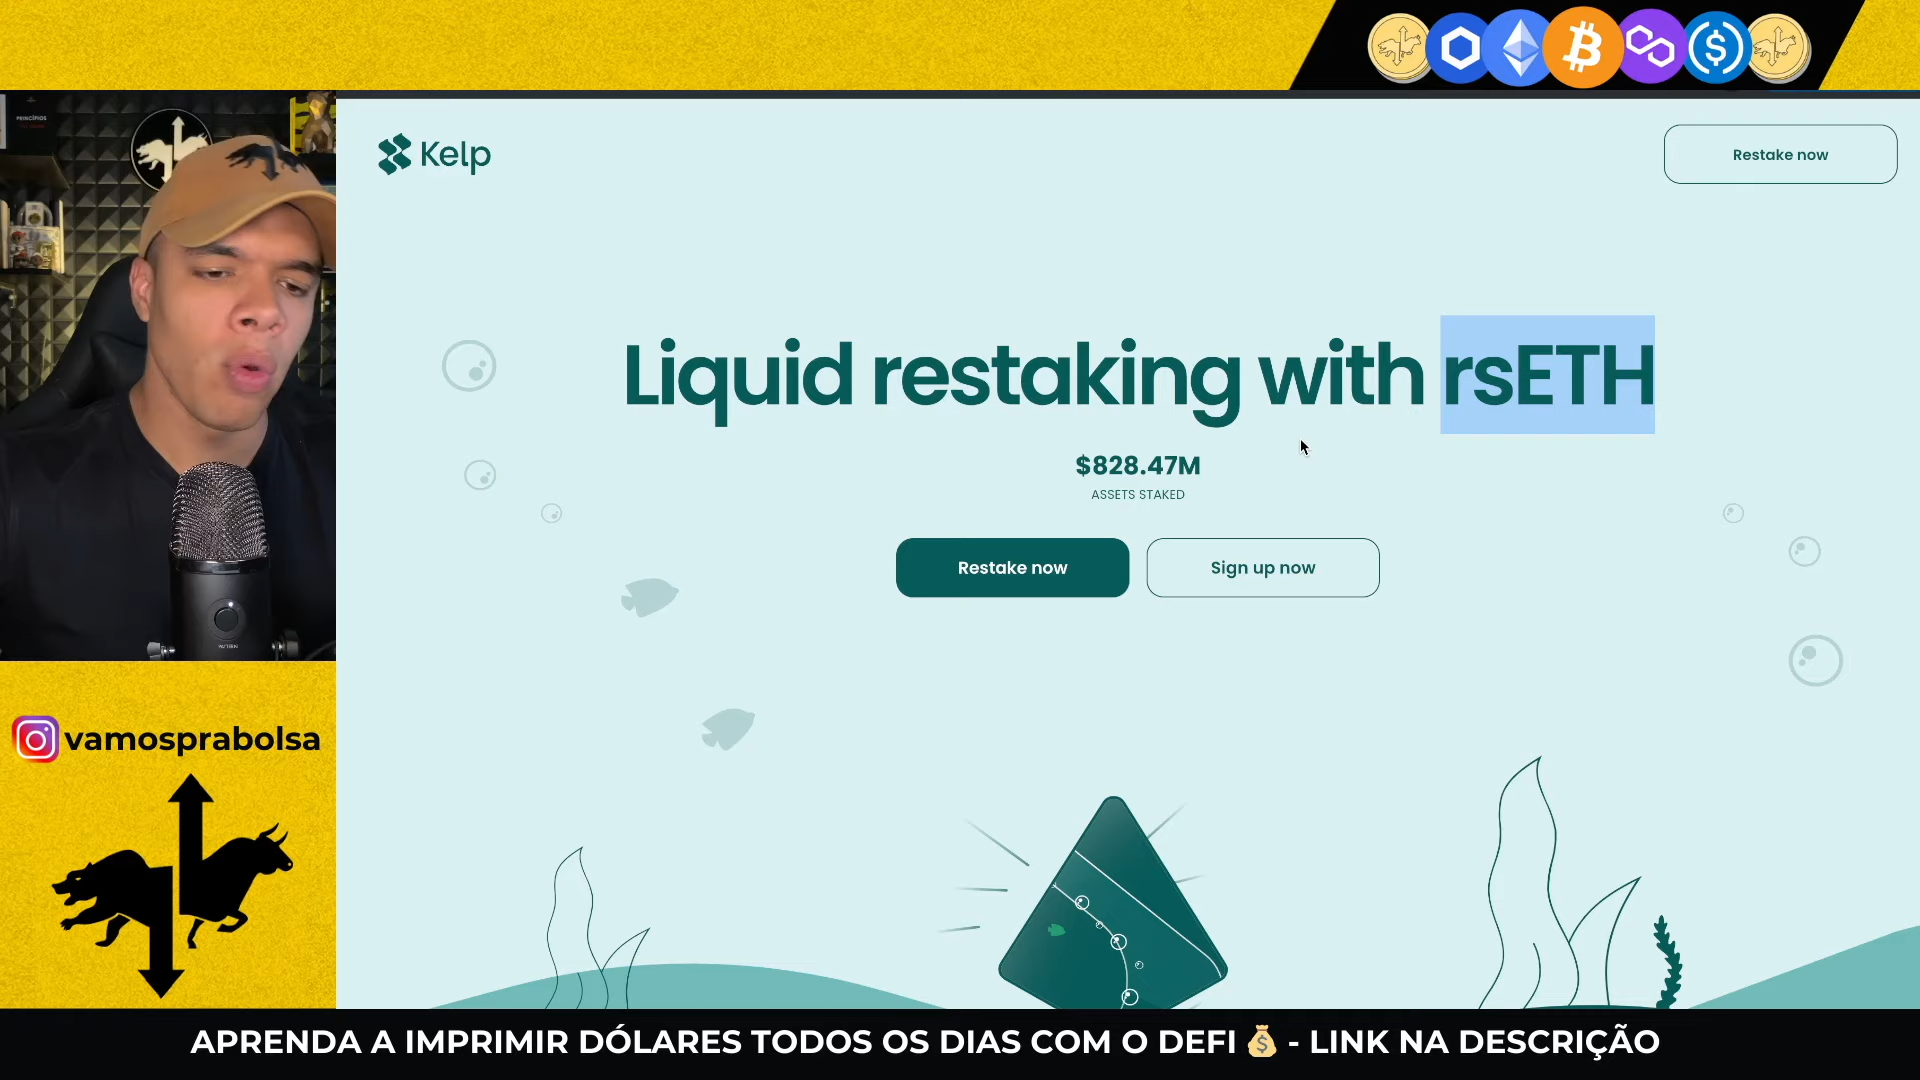 PRINCÍPIOS
Kelp
Restake now
Liquid restaking with rsETH
$828.47M
ASSETS STAKED
Restake now
Sign up now
vamosprabolsa
APRENDA A IMPRIMIR DÓLARES TODOS OS DIAS COM O DEFI 💰 - LINK NA DESCRIÇÃO